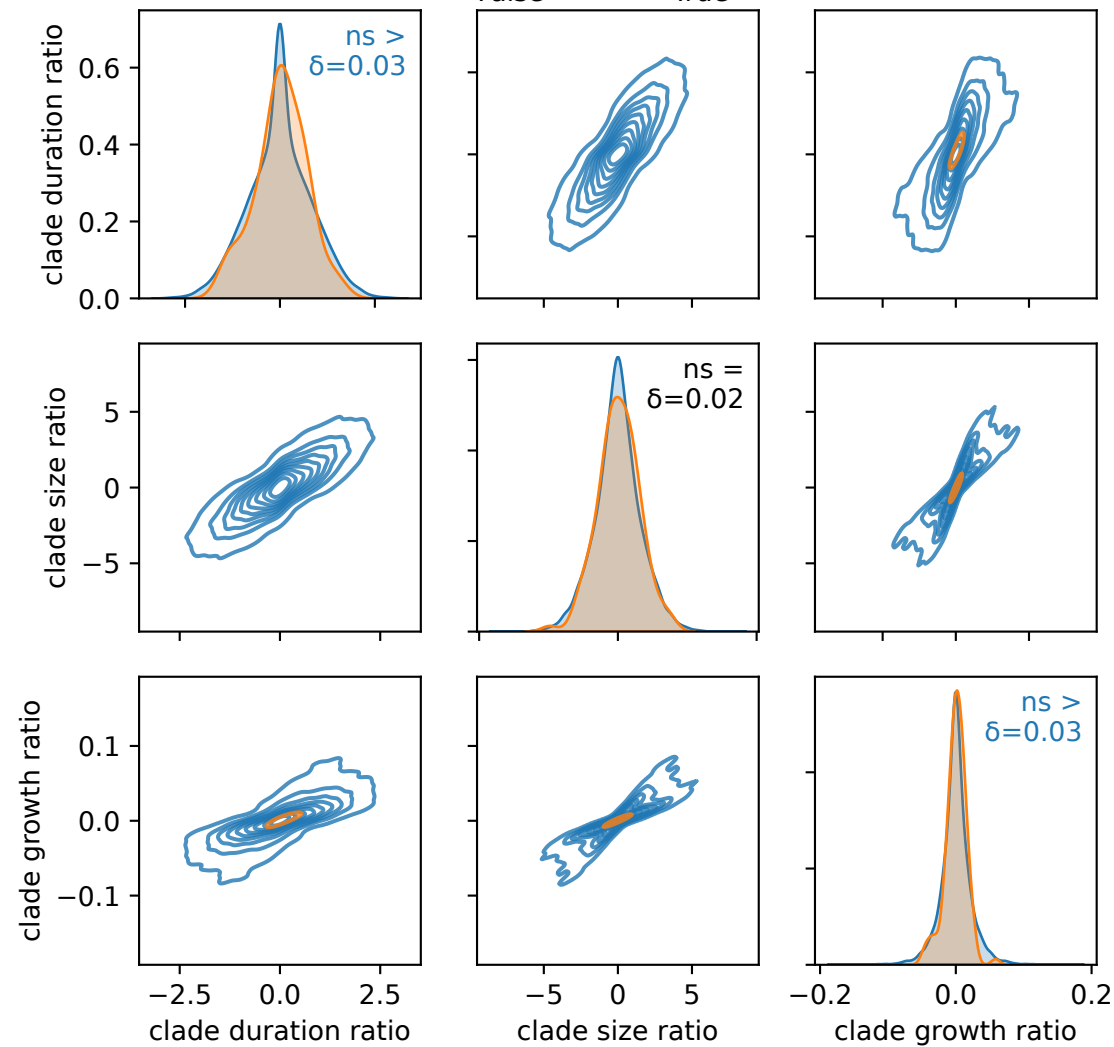 clade duration ratio
0.6
0.4
0.2
0.0
ns >
δ=0.03
clade size ratio
5
0
−5
ns =
δ=0.02
clade growth ratio
0.1
0.0
−0.1
ns >
δ=0.03
−2.5 0.0 2.5
−5 0 5
−0.2 0.0 0.2
clade duration ratio
clade size ratio
clade growth ratio